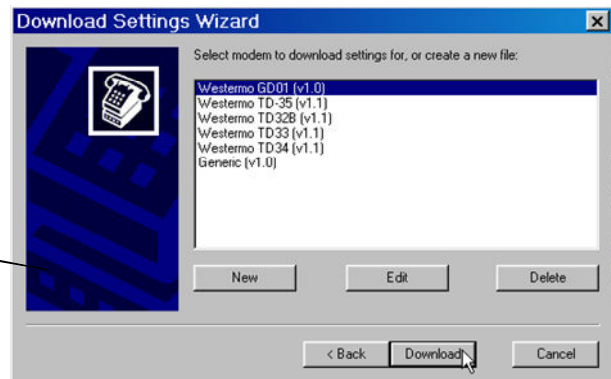 Download Settings Wizard
Select modem to download settings for, or create a new file:
Westermo GD01 (v1.0)
Westermo TD-35 (v1.1)
Westermo TD32B (v1.1)
Westermo TD33 (v1.1)
Westermo TD34 (v1.1)
Generic (v1.0)
New Edit Delete
< Back Download Cancel